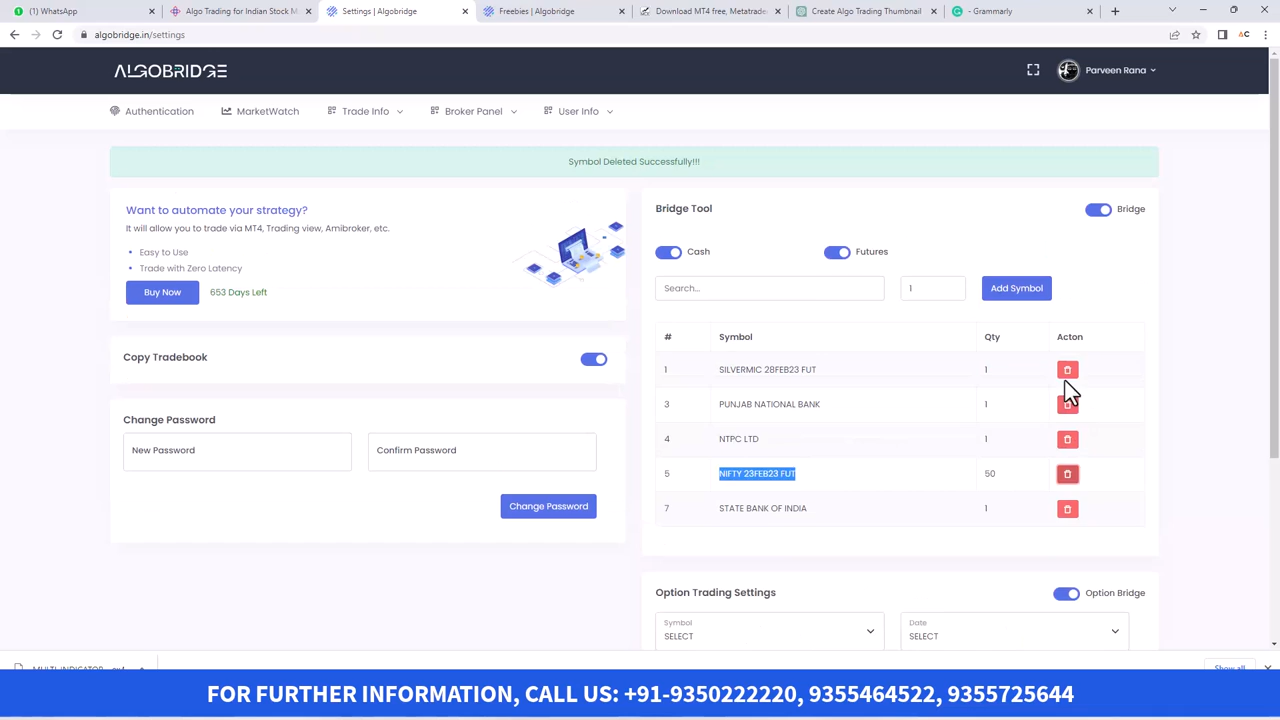 (1) WhatsApp
Algo Trading for Indian Stock M
Settings | Algobridge
Freebies | Algobridge
Download MT4 free, Metatrade
Create Algo Trading Thumbnail
- Grammarly
algobridge.in/settings
ALGOBRIDGE
Parveen Rana
Authentication
MarketWatch
Trade Info
Broker Panel
User Info
Symbol Deleted Successfully!!!
Want to automate your strategy?
It will allow you to trade via MT4, Trading view, Amibroker, etc.
Easy to Use
Trade with Zero Latency
Buy Now
653 Days Left
Copy Tradebook
Change Password
New Password
Confirm Password
Change Password
Bridge Tool
Bridge
Cash
Futures
Search...
1
Add Symbol
# Symbol Qty Acton
1 SILVERMIC 28FEB23 FUT 1
3 PUNJAB NATIONAL BANK 1
4 NTPC LTD 1
5 NIFTY 23FEB23 FUT 50
7 STATE BANK OF INDIA 1
Option Trading Settings
Option Bridge
Symbol
SELECT
Date
SELECT
Show all
FOR FURTHER INFORMATION, CALL US: +91-9350222220, 9355464522, 9355725644